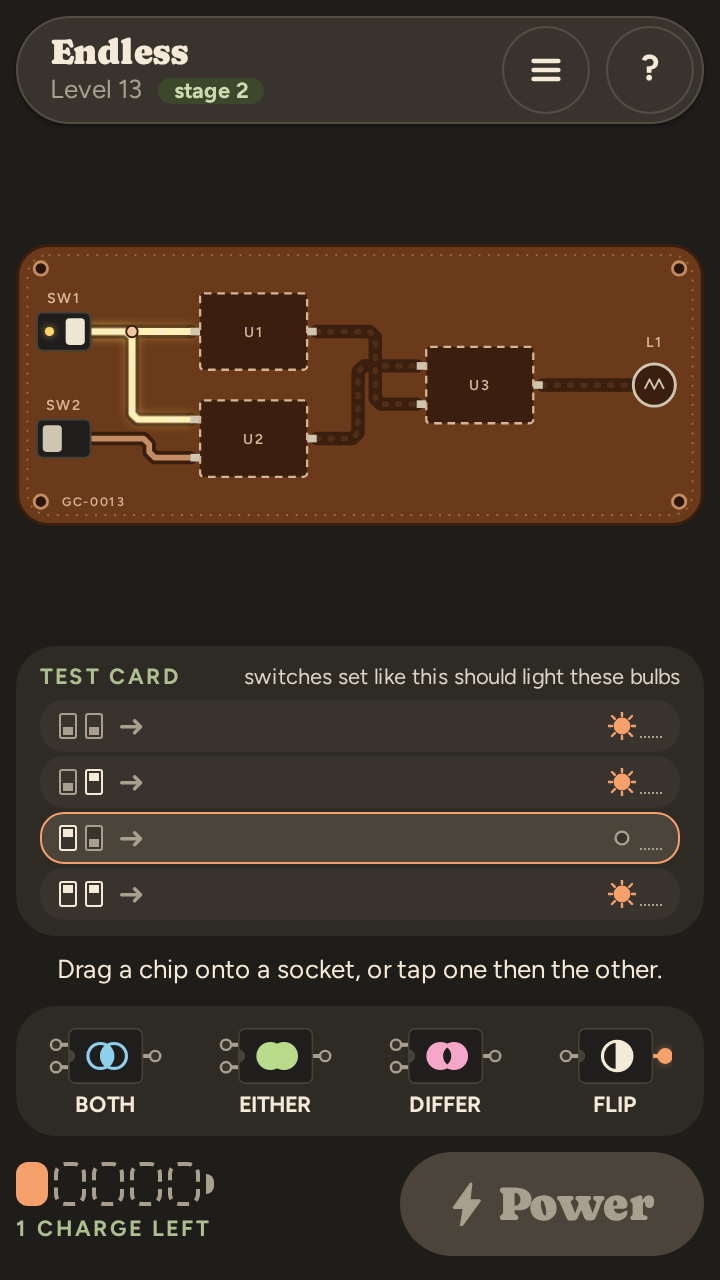 Endless
Level 13 stage 2
?
SW1
U1
L1
U3
SW2
U2
GC-0013
TEST CARD switches set like this should light these bulbs
Drag a chip onto a socket, or tap one then the other.
BOTH EITHER DIFFER FLIP
1 CHARGE LEFT
Power